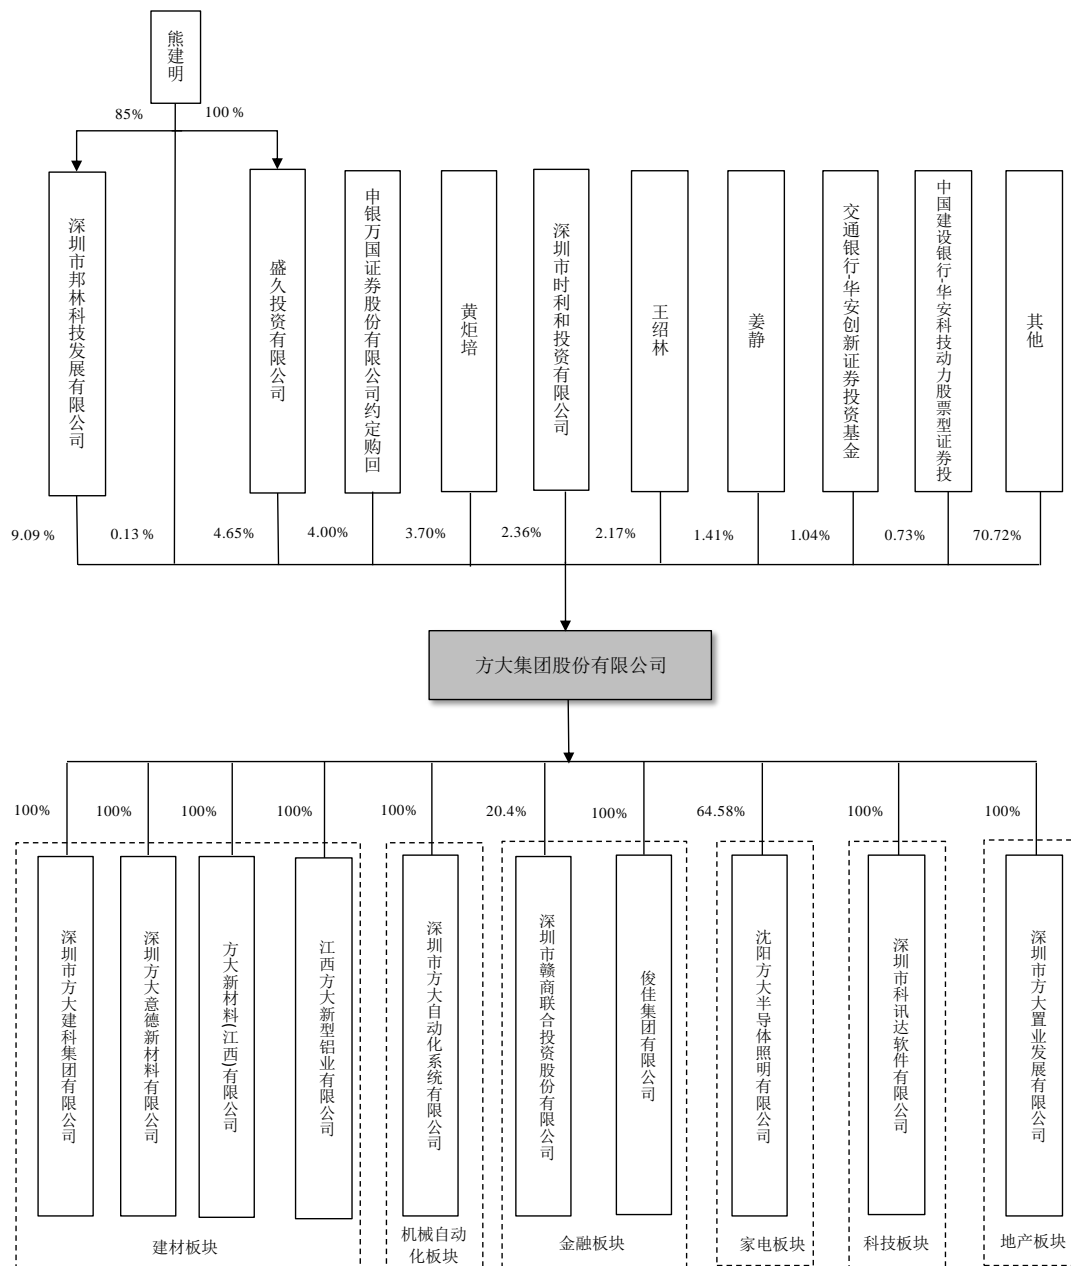 熊建明
85%
100%
深圳市邦林科技发展有限公司
盛久投资有限公司
申银万国证券股份有限公司约定购回
黄炬培
深圳市时利和投资有限公司
王绍林
姜静
交通银行-华安创新证券投资基金
中国建设银行-华安科技动力股票型证券投
其他
9.09%
0.13%
4.65%
4.00%
3.70%
2.36%
2.17%
1.41%
1.04%
0.73%
70.72%
方大集团股份有限公司
100%
100%
100%
100%
100%
20.4%
100%
64.58%
100%
100%
深圳市方大建科集团有限公司
深圳方大意德新材料有限公司
方大新材料(江西)有限公司
江西方大新型铝业有限公司
深圳市方大自动化系统有限公司
深圳市赣商联合投资股份有限公司
俊佳集团有限公司
沈阳方大半导体照明有限公司
深圳市科讯达软件有限公司
深圳市方大置业发展有限公司
建材板块
机械自动
化板块
金融板块
家电板块
科技板块
地产板块